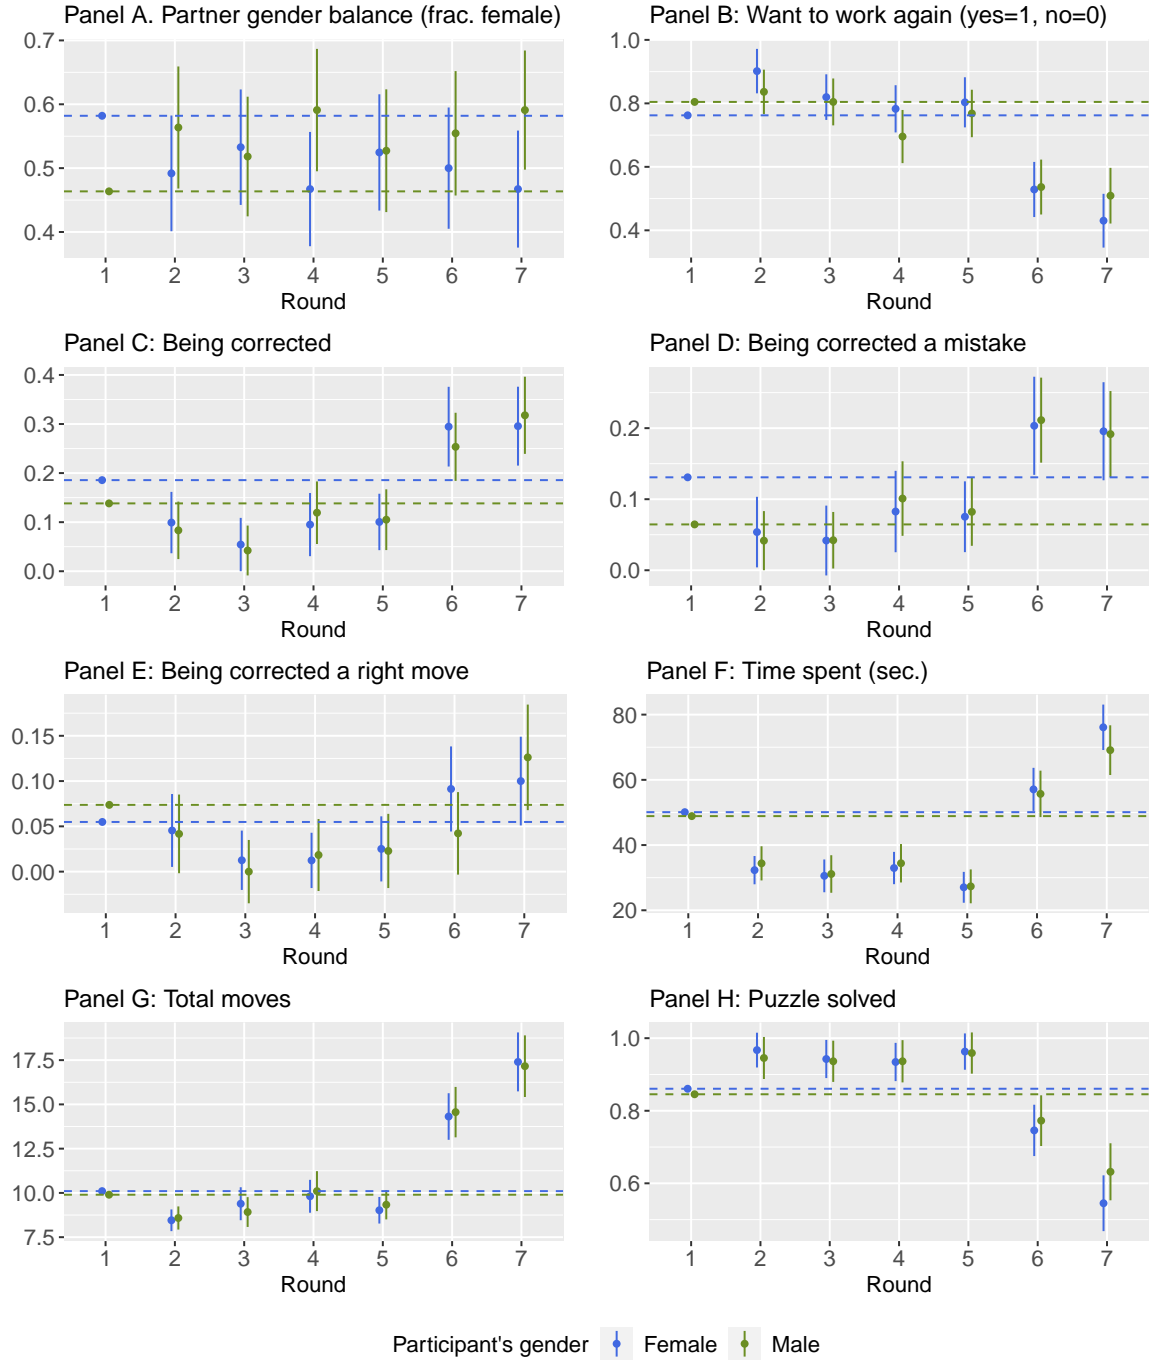 Panel A. Partner gender balance (frac. female)
0.7
0.6
0.5
0.4
1 2 3 4 5 6 7
Round
Panel B: Want to work again (yes=1, no=0)
1.0
0.8
0.6
0.4
1 2 3 4 5 6 7
Round
Panel C: Being corrected
0.4
0.3
0.2
0.1
0.0
1 2 3 4 5 6 7
Round
Panel D: Being corrected a mistake
0.2
0.1
0.0
1 2 3 4 5 6 7
Round
Panel E: Being corrected a right move
0.15
0.10
0.05
0.00
1 2 3 4 5 6 7
Round
Panel F: Time spent (sec.)
80
60
40
20
1 2 3 4 5 6 7
Round
Panel G: Total moves
17.5
15.0
12.5
10.0
7.5
1 2 3 4 5 6 7
Round
Panel H: Puzzle solved
1.0
0.8
0.6
1 2 3 4 5 6 7
Round
Participant's gender Female Male